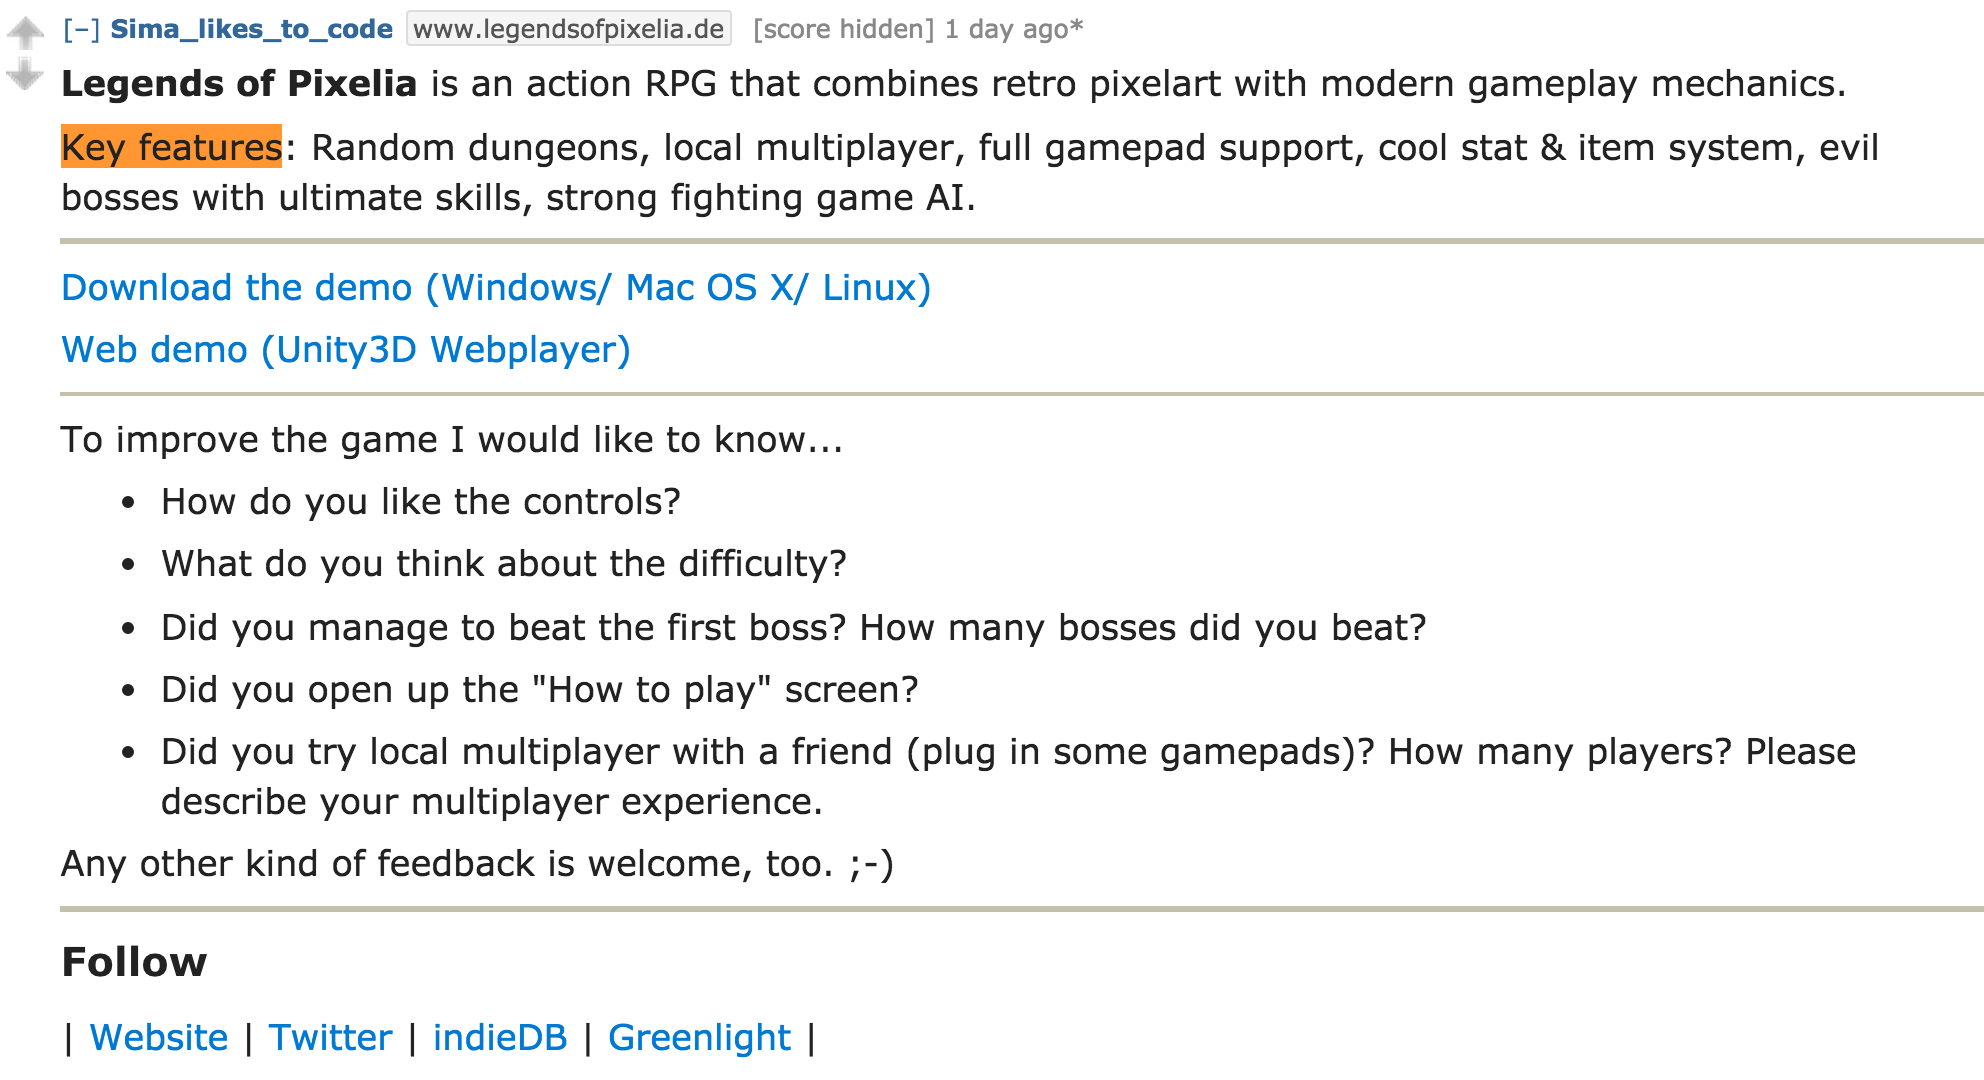 [–] Sima_likes_to_code www.legendsofpixelia.de [score hidden] 1 day ago*
Legends of Pixelia is an action RPG that combines retro pixelart with modern gameplay mechanics.
Key features: Random dungeons, local multiplayer, full gamepad support, cool stat & item system, evil
bosses with ultimate skills, strong fighting game AI.
Download the demo (Windows/ Mac OS X/ Linux)
Web demo (Unity3D Webplayer)
To improve the game I would like to know...
• How do you like the controls?
• What do you think about the difficulty?
• Did you manage to beat the first boss? How many bosses did you beat?
• Did you open up the "How to play" screen?
• Did you try local multiplayer with a friend (plug in some gamepads)? How many players? Please
describe your multiplayer experience.
Any other kind of feedback is welcome, too. ;-)
Follow
| Website | Twitter | indieDB | Greenlight |